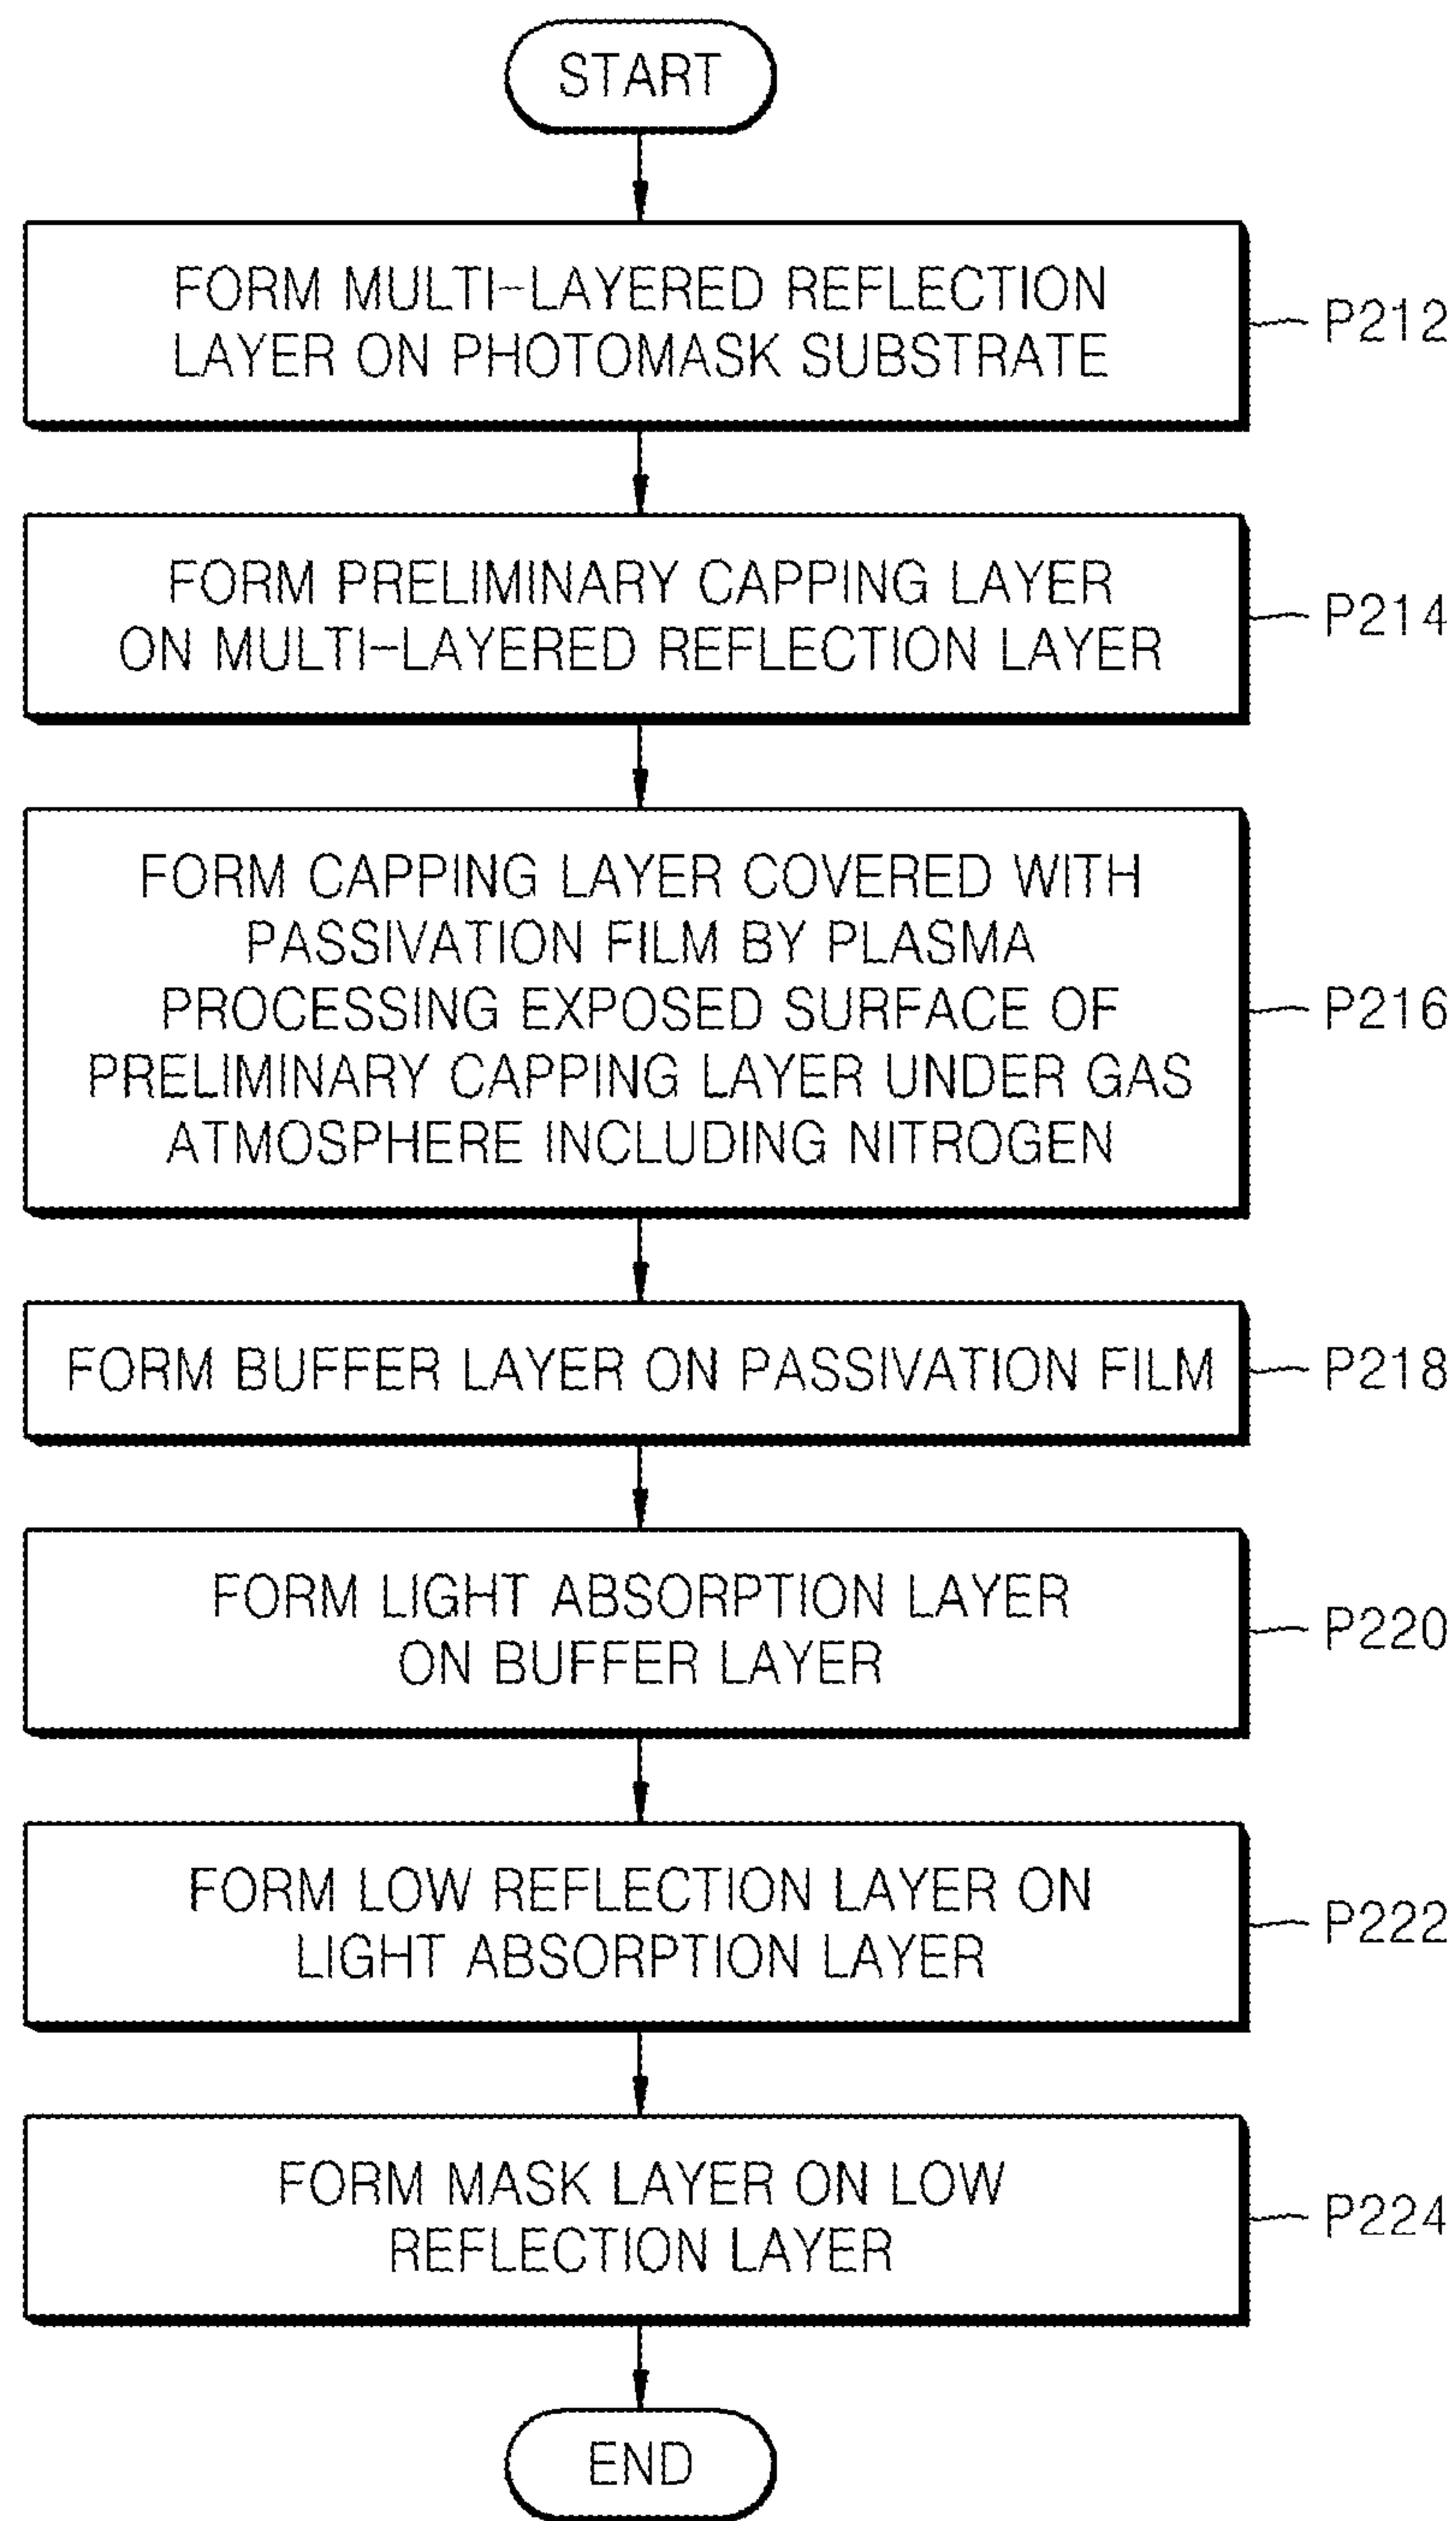 START
FORM MULTI-LAYERED REFLECTION
LAYER ON PHOTOMASK SUBSTRATE
P212
FORM PRELIMINARY CAPPING LAYER
ON MULTI-LAYERED REFLECTION LAYER
P214
FORM CAPPING LAYER COVERED WITH
PASSIVATION FILM BY PLASMA
PROCESSING EXPOSED SURFACE OF
PRELIMINARY CAPPING LAYER UNDER GAS
ATMOSPHERE INCLUDING NITROGEN
P216
FORM BUFFER LAYER ON PASSIVATION FILM
P218
FORM LIGHT ABSORPTION LAYER
ON BUFFER LAYER
P220
FORM LOW REFLECTION LAYER ON
LIGHT ABSORPTION LAYER
P222
FORM MASK LAYER ON LOW
REFLECTION LAYER
P224
END